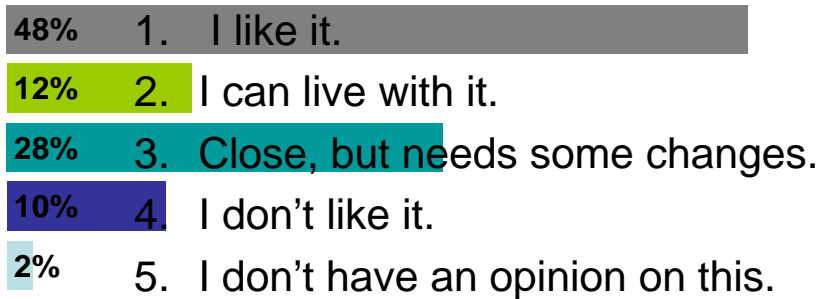 48% 1. I like it.
12% 2. I can live with it.
28% 3. Close, but needs some changes.
10% 4. I don't like it.
2% 5. I don't have an opinion on this.